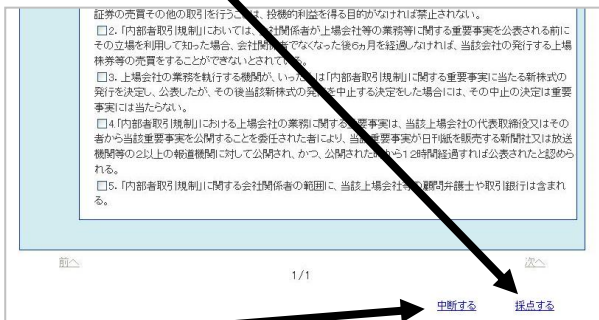 証券の売買その他の取引を行うことは、投機的利益を得る目的がなければ禁止されない。
□2.「内部者取引規制」においては、会社関係者が上場会社等の業務等に関する重要事実を公表される前に
その立場を利用して知った場合、会社関係者でなくなった後6ヵ月を経過しなければ、当該会社の発行する上場
株券等の売買をすることができないとされている。
□3. 上場会社の業務を執行する機関が、いったんは「内部者取引規制」に関する重要事実に当たる新株式の
発行を決定し、公表したが、その後当該新株式の発行を中止する決定をした場合には、その中止の決定は重要
事実には当たらない。
□4.「内部者取引規制」における上場会社の業務に関する重要事実は、当該上場会社の代表取締役又はその
者から当該重要事実を公開することを委任された者により、当該重要事実が日刊紙を販売する新聞社又は放送
機関等の2以上の報道機関に対して公開され、かつ、公開された時から12時間経過すれば公表されたと認めら
れる。
□5.「内部者取引規制」に関する会社関係者の範囲に、当該上場会社等の顧問弁護士や取引銀行は含まれ
る。
前へ
1/1
次へ
中断する
採点する